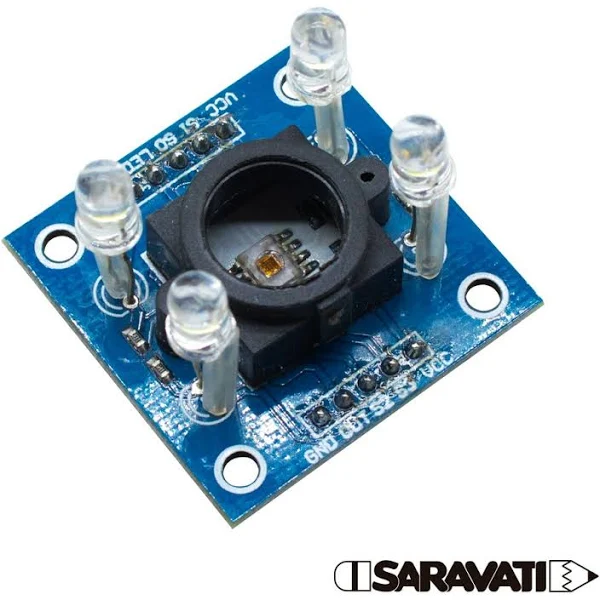 VCC S1 S0 LED
GND OUT S2 S3 VCC
SARAVATI